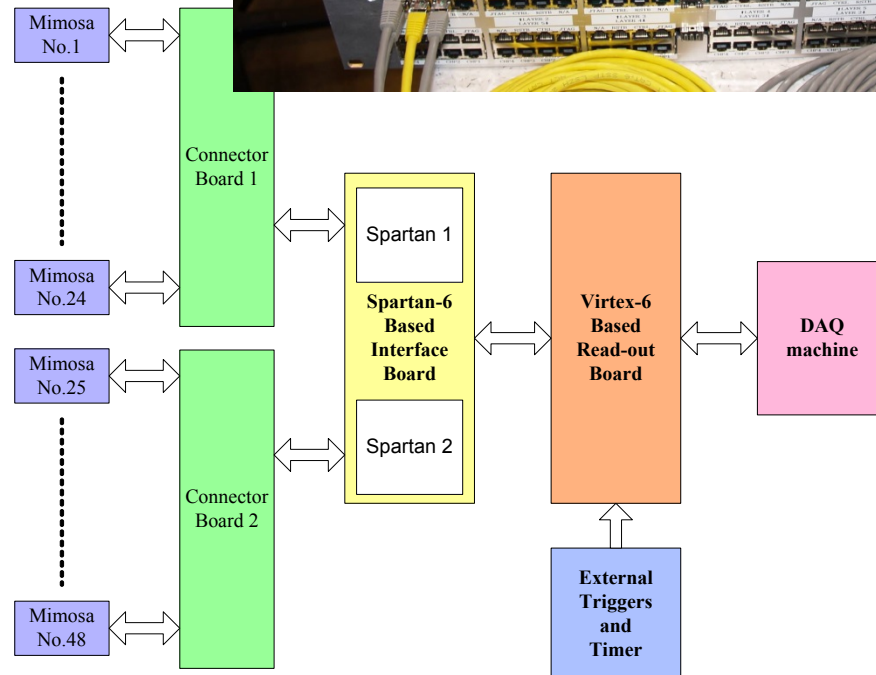 Mimosa
No.1
Connector
Board 1
Mimosa
No.24
Spartan 1
Spartan-6
Based
Interface
Board
Spartan 2
Virtex-6
Based
Read-out
Board
DAQ
machine
Mimosa
No.25
Connector
Board 2
Mimosa
No.48
External
Triggers
and
Timer